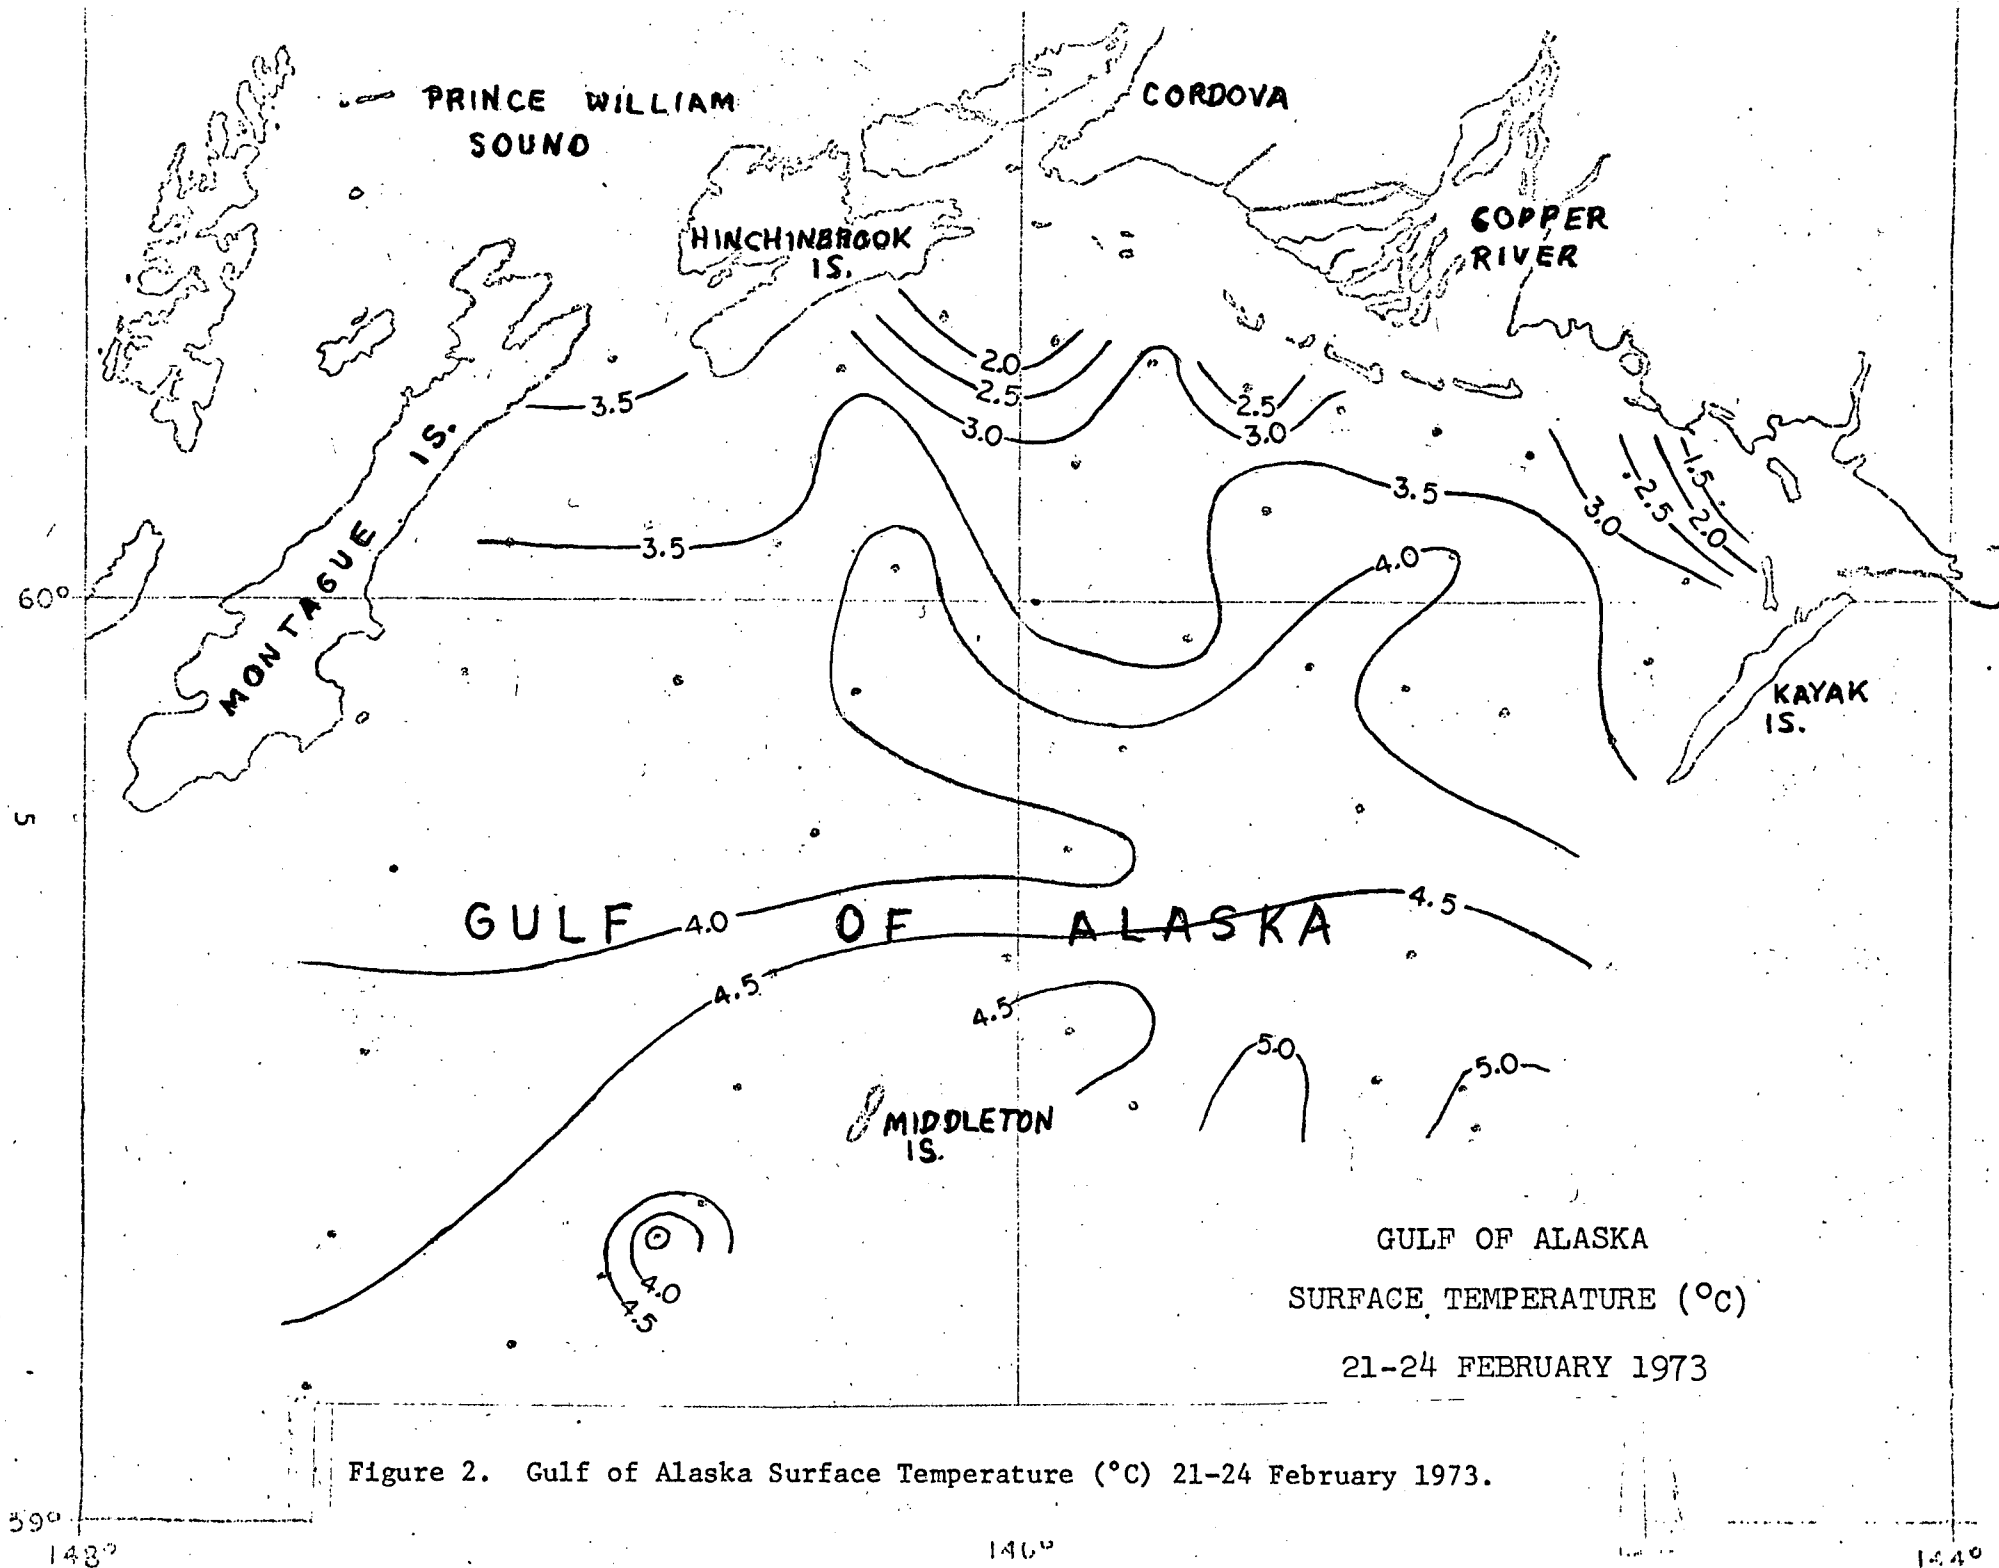 PRINCE WILLIAM
SOUND
CORDOVA
COPPER
RIVER
HINCHINBROOK
IS.
2.0
2.5
3.0
3.5
2.5
3.0
MONTAGUE IS.
3.5
3.5
1.5
2.0
2.5
3.0
4.0
60°
KAYAK
IS.
5
GULF OF ALASKA
4.0
4.5
4.5
4.5
5.0
5.0
MIDDLETON
IS.
4.0
4.5
GULF OF ALASKA
SURFACE TEMPERATURE (°C)
21-24 FEBRUARY 1973
Figure 2. Gulf of Alaska Surface Temperature (°C) 21-24 February 1973.
59°
148°
146°
144°